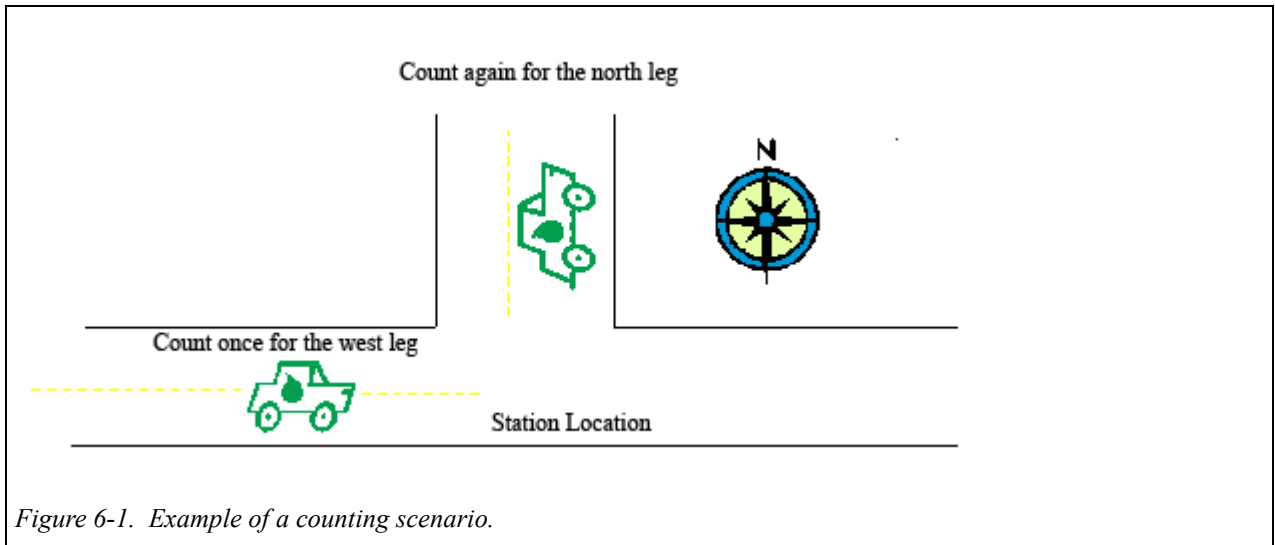 Count again for the north leg
N
Count once for the west leg
Station Location
Figure 6-1. Example of a counting scenario.